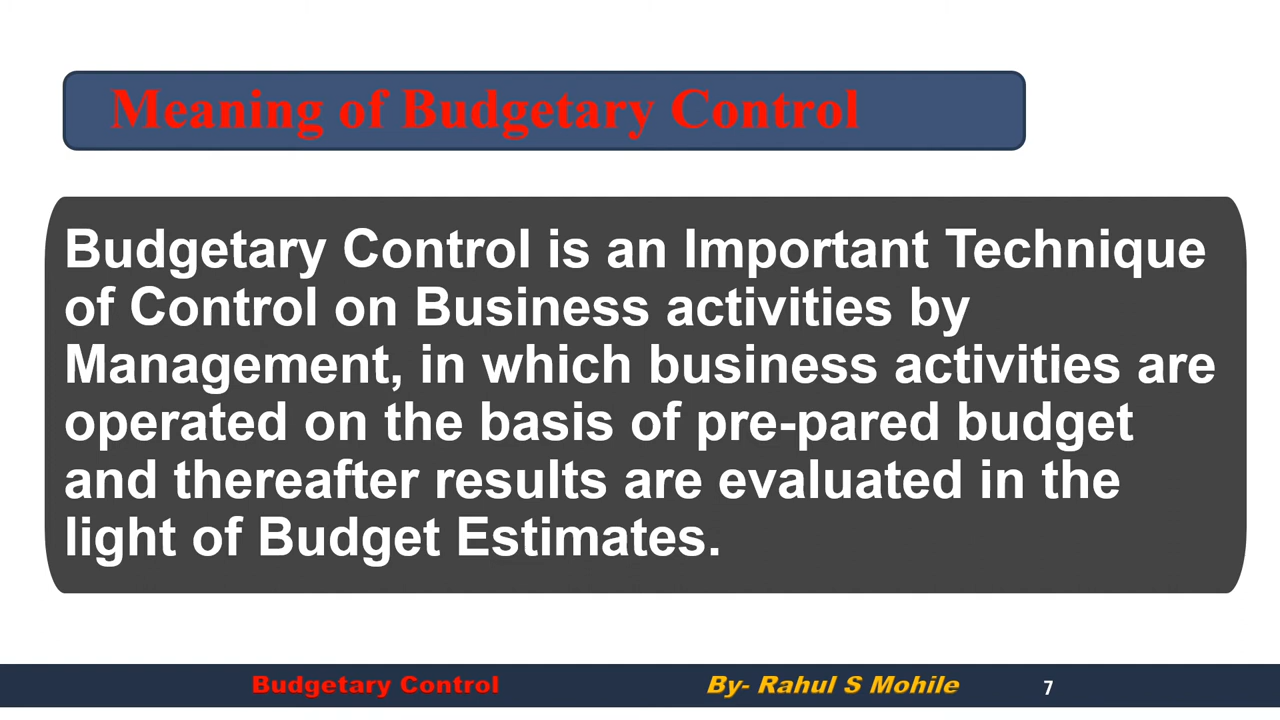 Meaning of Budgetary Control
Budgetary Control is an Important Technique
of Control on Business activities by
Management, in which business activities are
operated on the basis of pre-pared budget
and thereafter results are evaluated in the
light of Budget Estimates.
Budgetary Control
By- Rahul S Mohile
7